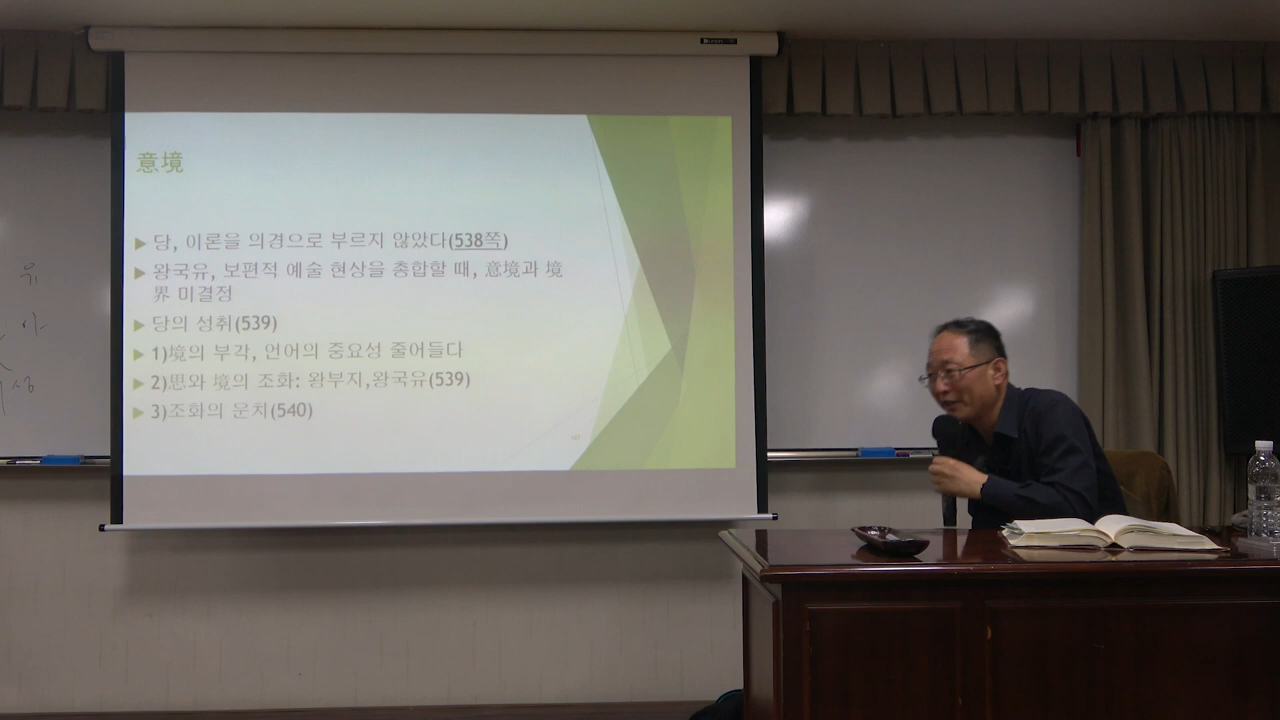 意境
당, 이론을 의경으로 부르지 않았다(538쪽)
왕국유, 보편적 예술 현상을 총합할 때, 意境과 境
界 미결정
당의 성취(539)
1)境의 부각, 언어의 중요성 줄어들다
2)思와 境의 조화: 왕부지,왕국유(539)
3)조화의 운치(540)
유
아